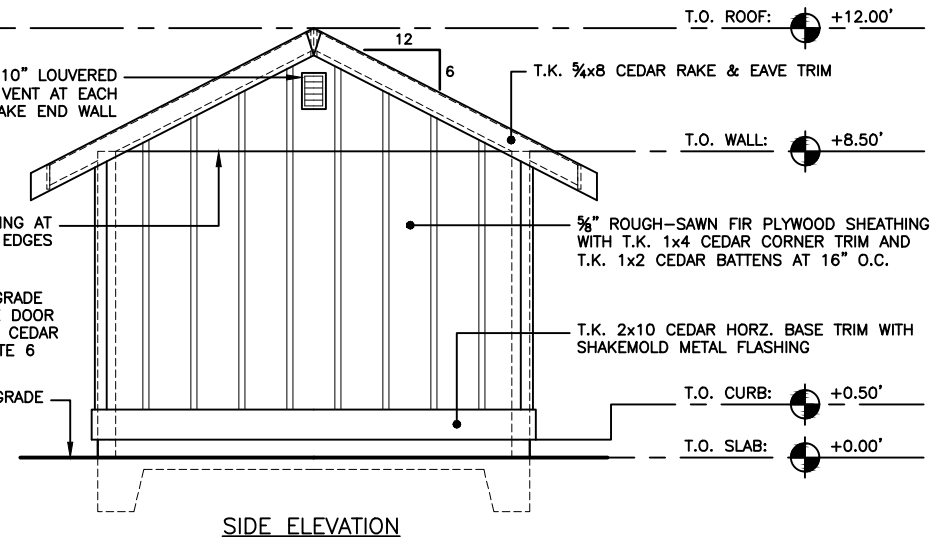 T.O. ROOF: +12.00'
12
6
10" LOUVERED
VENT AT EACH
AKE END WALL
T.K. 5/4x8 CEDAR RAKE & EAVE TRIM
T.O. WALL: +8.50'
ING AT
EDGES
5/8" ROUGH-SAWN FIR PLYWOOD SHEATHING
WITH T.K. 1x4 CEDAR CORNER TRIM AND
T.K. 1x2 CEDAR BATTENS AT 16" O.C.
GRADE
DOOR
CEDAR
TE 6
T.K. 2x10 CEDAR HORZ. BASE TRIM WITH
SHAKEMOLD METAL FLASHING
GRADE
T.O. CURB: +0.50'
T.O. SLAB: +0.00'
SIDE ELEVATION